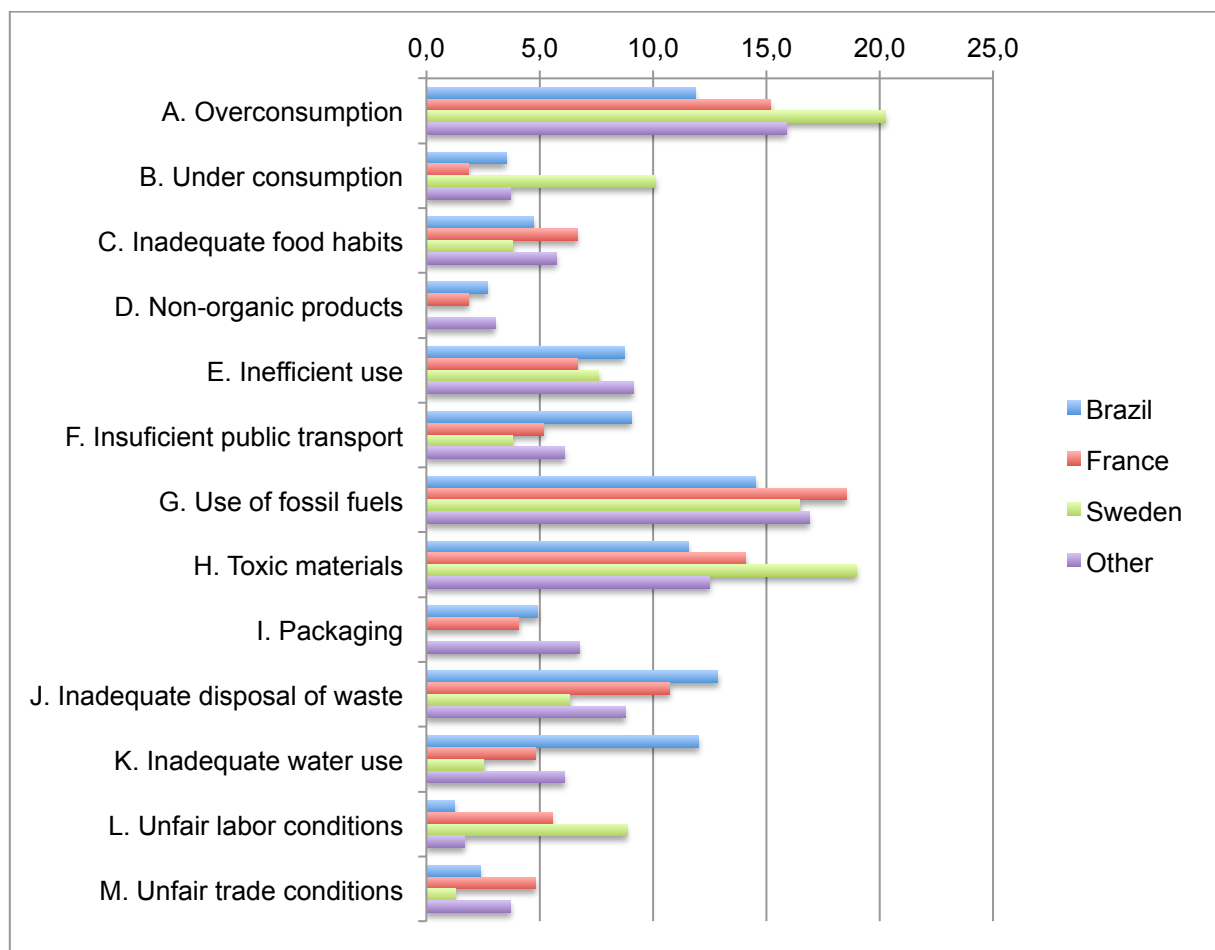 0,0 5,0 10,0 15,0 20,0 25,0
A. Overconsumption
B. Under consumption
C. Inadequate food habits
D. Non-organic products
E. Inefficient use
F. Insuficient public transport
G. Use of fossil fuels
H. Toxic materials
I. Packaging
J. Inadequate disposal of waste
K. Inadequate water use
L. Unfair labor conditions
M. Unfair trade conditions
Brazil
France
Sweden
Other